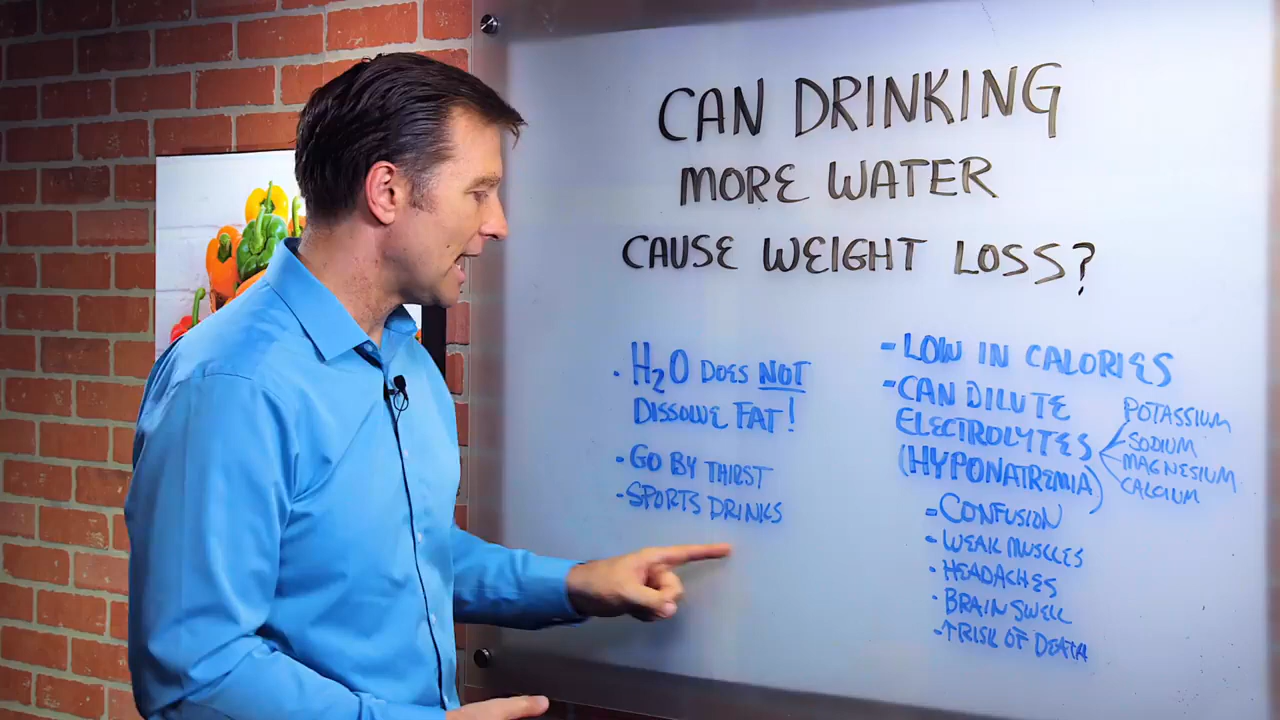 CAN DRINKING
MORE WATER
CAUSE WEIGHT LOSS?
· H₂O DOES NOT
DISSOLVE FAT!
· GO BY THIRST
- SPORTS DRINKS
- LOW IN CALORIES
- CAN DILUTE
ELECTROLYTES
(HYPONATREMIA)
POTASSIUM
SODIUM
MAGNESIUM
CALCIUM
- CONFUSION
- WEAK MUSCLES
- HEADACHES
· BRAIN SWELL
- ↑ RISK OF DEATH